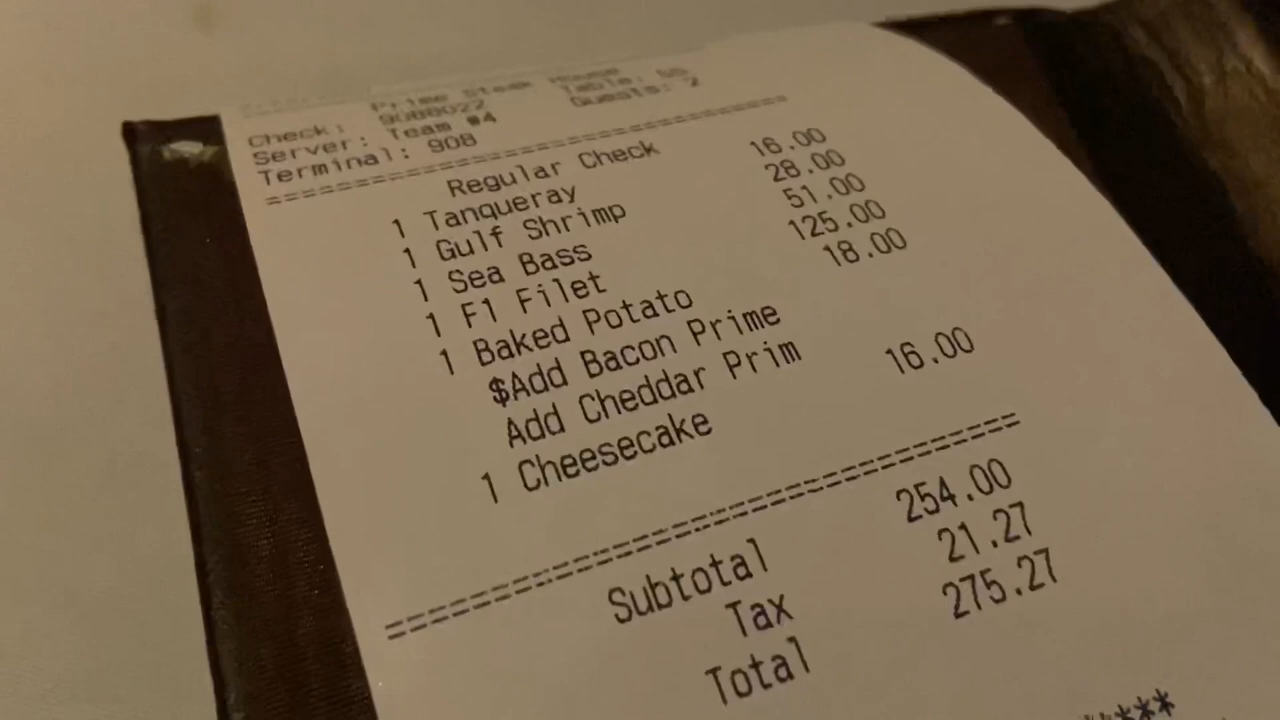 Prime Steak House
Check: 9088022 Table: 65
Server: Team #4 Guests: 2
Terminal: 908
Regular Check
1 Tanqueray 16.00
1 Gulf Shrimp 28.00
1 Sea Bass 51.00
1 F1 Filet 125.00
1 Baked Potato 18.00
$Add Bacon Prime
Add Cheddar Prim
1 Cheesecake 16.00
Subtotal 254.00
Tax 21.27
Total 275.27